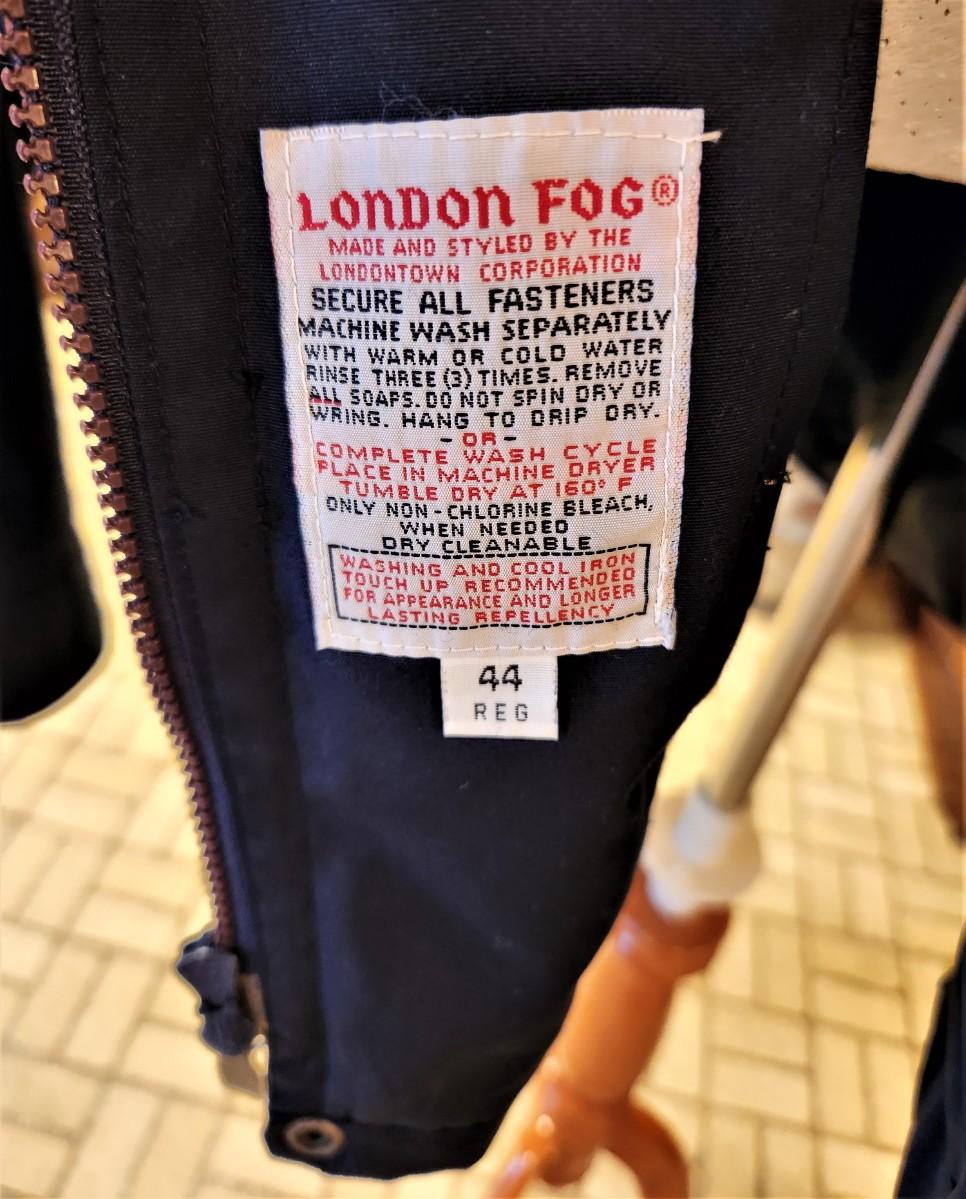 LONDON FOG®
MADE AND STYLED BY THE
LONDONTOWN CORPORATION
SECURE ALL FASTENERS
MACHINE WASH SEPARATELY
WITH WARM OR COLD WATER
RINSE THREE (3) TIMES. REMOVE
ALL SOAPS. DO NOT SPIN DRY OR
WRING. HANG TO DRIP DRY.
-OR-
COMPLETE WASH CYCLE
PLACE IN MACHINE DRYER
TUMBLE DRY AT 160° F
ONLY NON-CHLORINE BLEACH,
WHEN NEEDED
DRY CLEANABLE
WASHING AND COOL IRON
TOUCH UP RECOMMENDED
FOR APPEARANCE AND LONGER
LASTING REPELLENCY
44
REG